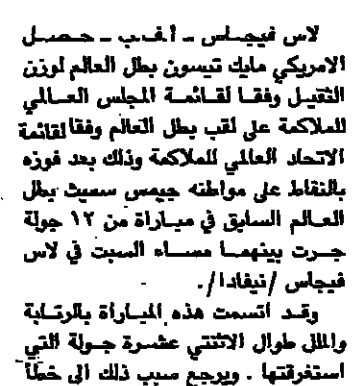 لاس فيجاس - أ.ف.ب - حصل
الامريكي مايك تيسون بطل العالم لوزن
الثقيل وفقا لقائمة المجلس العالمي
للملاكمة على لقب بطل العالم وفقا لقائمة
الاتحاد العالمي للملاكمة وذلك بعد فوزه
بالنقاط على مواطنه جيمس سميث بطل
العالم السابق في مباراة من ١٢ جولة
جرت بينهما مساء السبت في لاس
فيجاس /نيفادا/.
وقد اتسمت هذه المباراة بالرتابة
والملل طوال الاثنتي عشرة جولة التي
استغرقتها . ويرجع سبب ذلك الى خطأ